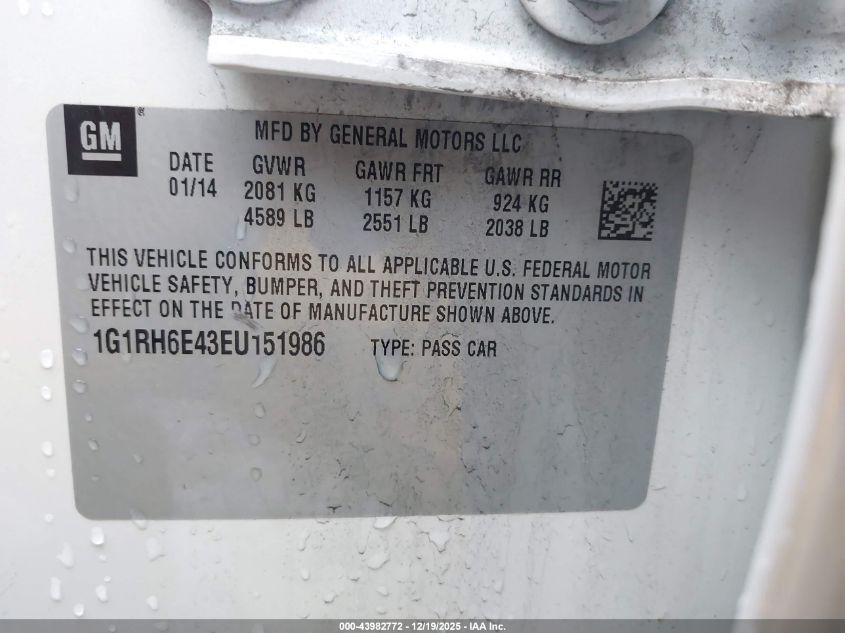 GM ®
MFD BY GENERAL MOTORS LLC
DATE GVWR GAWR FRT GAWR RR
01/14 2081 KG 1157 KG 924 KG
4589 LB 2551 LB 2038 LB
THIS VEHICLE CONFORMS TO ALL APPLICABLE U.S. FEDERAL MOTOR
VEHICLE SAFETY, BUMPER, AND THEFT PREVENTION STANDARDS IN
EFFECT ON THE DATE OF MANUFACTURE SHOWN ABOVE.
1G1RH6E43EU151986 TYPE: PASS CAR
000-43982772 - 12/19/2025 - IAA Inc.